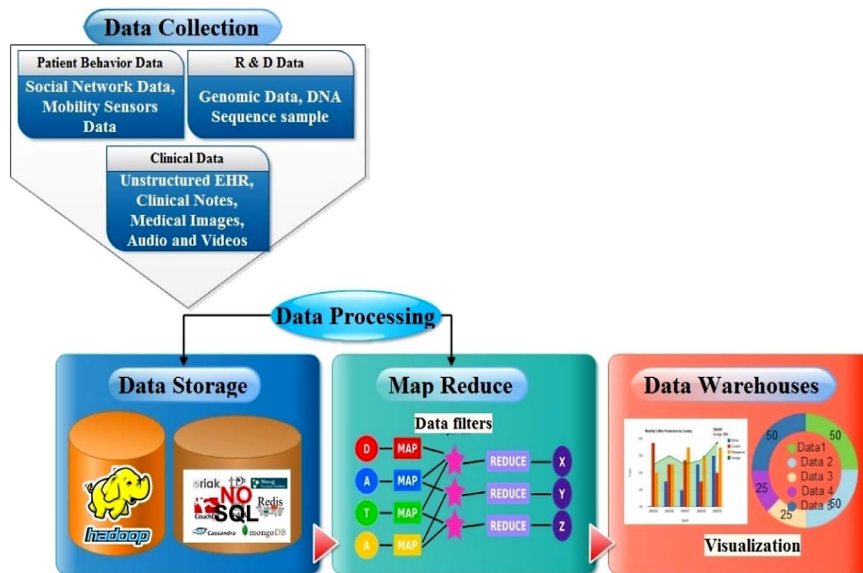 Data Collection
Patient Behavior Data
Social Network Data,
Mobility Sensors
Data
R & D Data
Genomic Data, DNA
Sequence sample
Clinical Data
Unstructured EHR,
Clinical Notes,
Medical Images,
Audio and Videos
Data Processing
Data Storage
hadoop
riak
CouchDB
NO
SQL
Redis
Cassandra
mongoDB
Map Reduce
Data filters
D MAP
A MAP
T MAP
A MAP
REDUCE X
REDUCE Y
REDUCE Z
Data Warehouses
50
50
Data1
Data 2
Data 3
Data 4
Data 5
25
25
50
Visualization